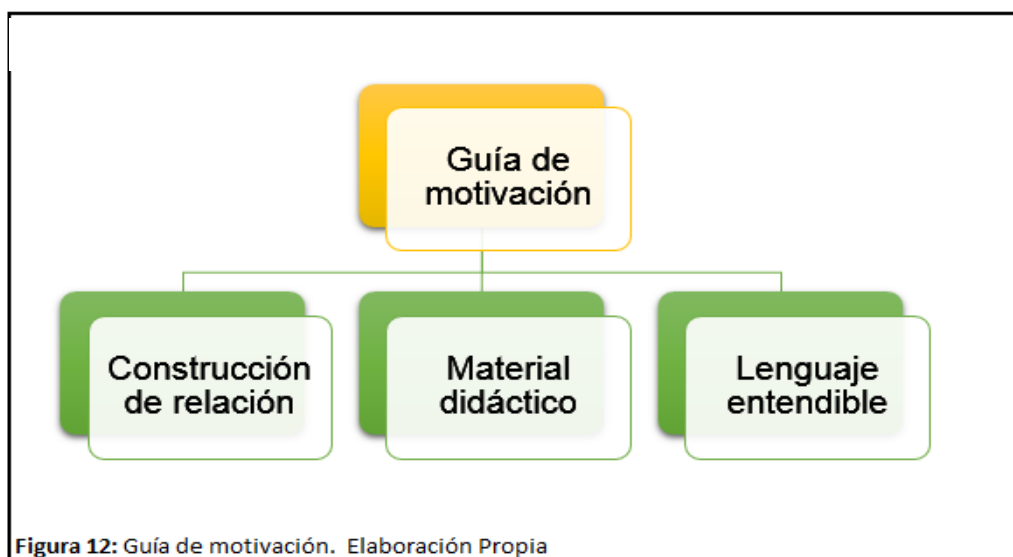 Guía de
motivación
Construcción
de relación
Material
didáctico
Lenguaje
entendible
Figura 12: Guía de motivación. Elaboración Propia